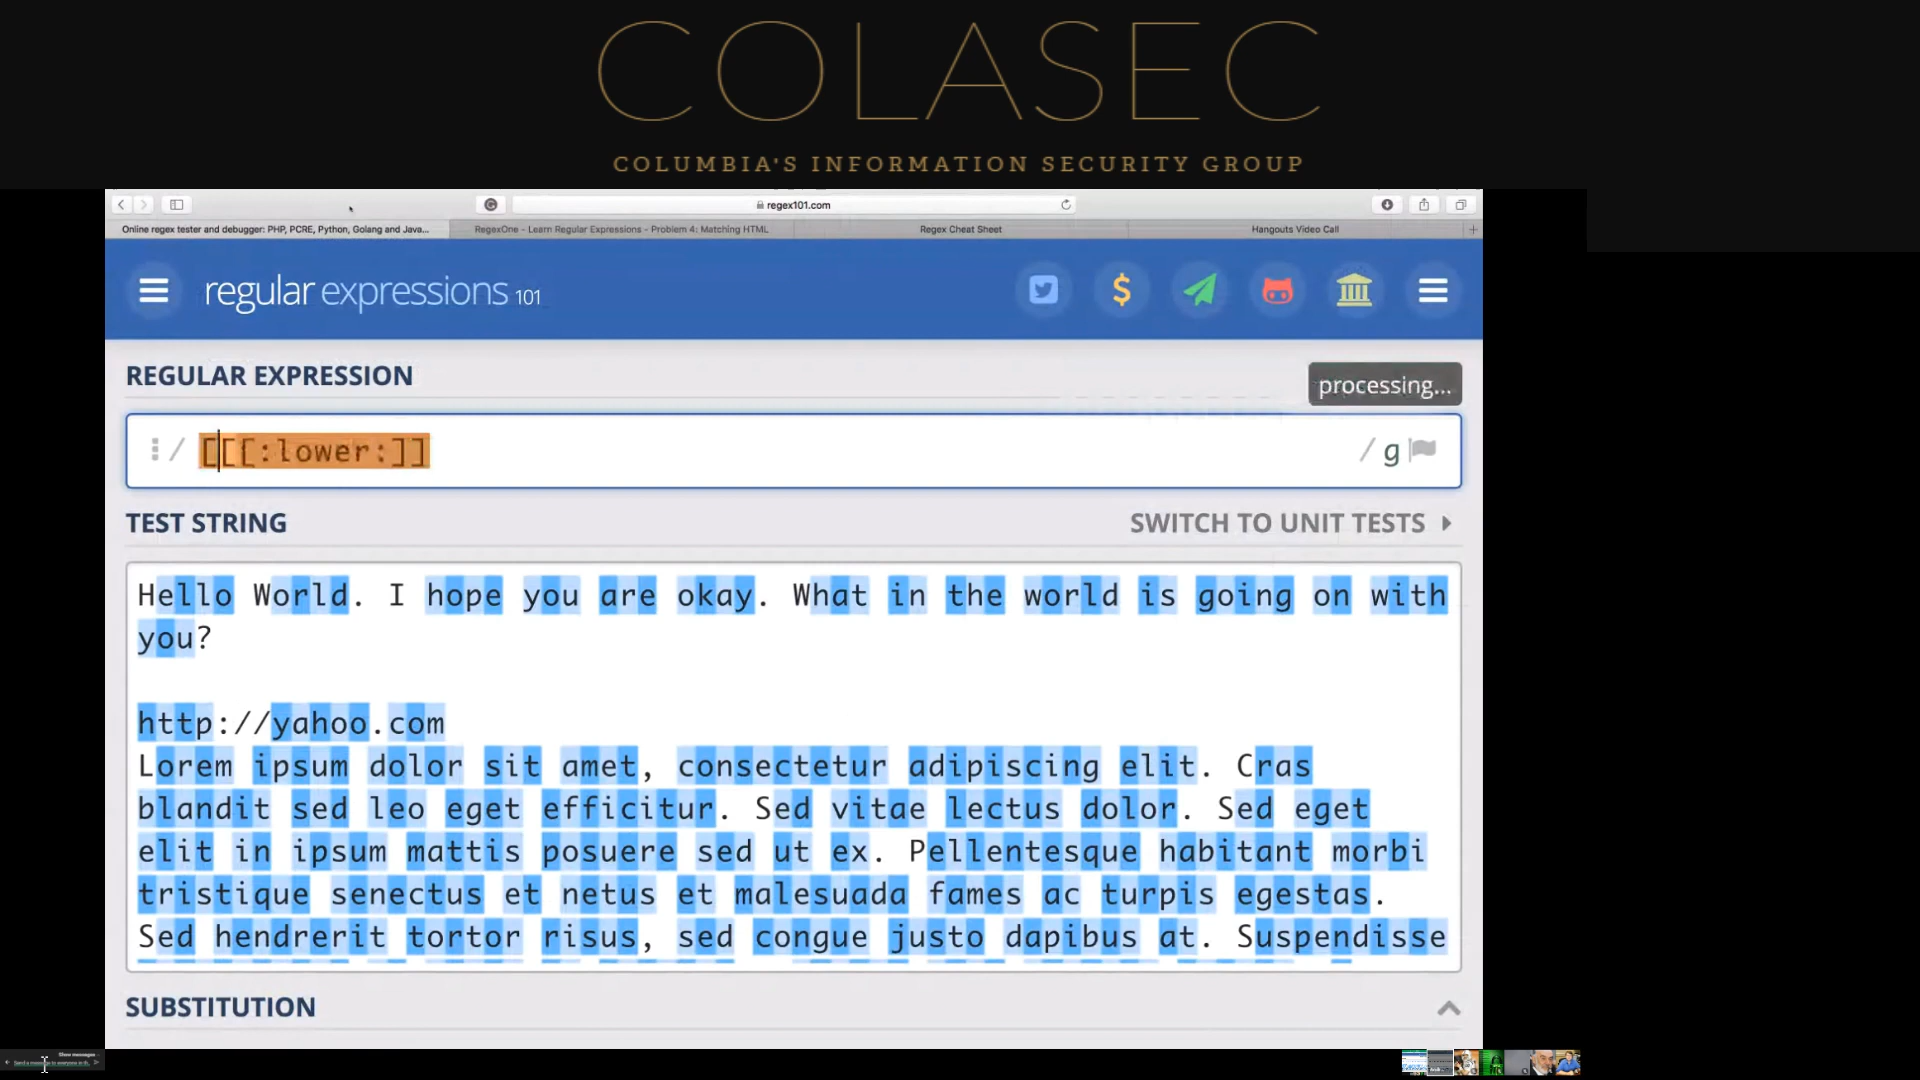 COLASEC
COLUMBIA'S INFORMATION SECURITY GROUP
regex101.com
Online regex tester and debugger: PHP, PCRE, Python, Golang and Java...
RegexOne - Learn Regular Expressions - Problem 4: Matching HTML
Regex Cheat Sheet
Hangouts Video Call
regular expressions 101
REGULAR EXPRESSION
processing...
/ [[[:lower:]] / g
TEST STRING
SWITCH TO UNIT TESTS
Hello World. I hope you are okay. What in the world is going on with
you?
http://yahoo.com
Lorem ipsum dolor sit amet, consectetur adipiscing elit. Cras
blandit sed leo eget efficitur. Sed vitae lectus dolor. Sed eget
elit in ipsum mattis posuere sed ut ex. Pellentesque habitant morbi
tristique senectus et netus et malesuada fames ac turpis egestas.
Sed hendrerit tortor risus, sed congue justo dapibus at. Suspendisse
SUBSTITUTION
Show messages